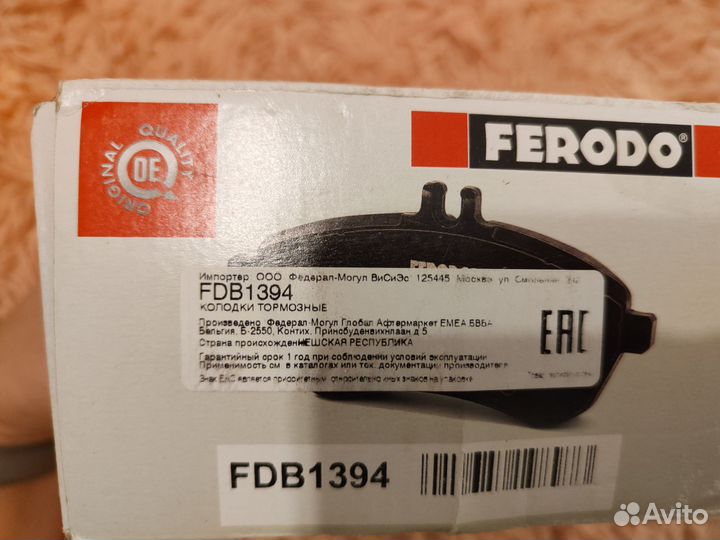 ORIGINAL QUALITY
OE
FERODO®
FERODO
Импортер ООО Федерал-Могул ВиСиЭс 125445 Москва ул
FDB1394
КОЛОДКИ ТОРМОЗНЫЕ
Произведено Федерал-Могул Глобал Афтермаркет ЕМЕА БВБА
Бельгия, Б-2550, Контих, Принсбуденвихнлаан д 5
Страна происхождения ЧЕШСКАЯ РЕСПУБЛИКА
Гарантийный срок 1 год при соблюдении условий эксплуатации
Применимость см в каталогах или тех. документации производителя
Знак ЕАС является приоритетным относительно иных знаков на упаковке
EAC
Товар
FDB1394
Avito